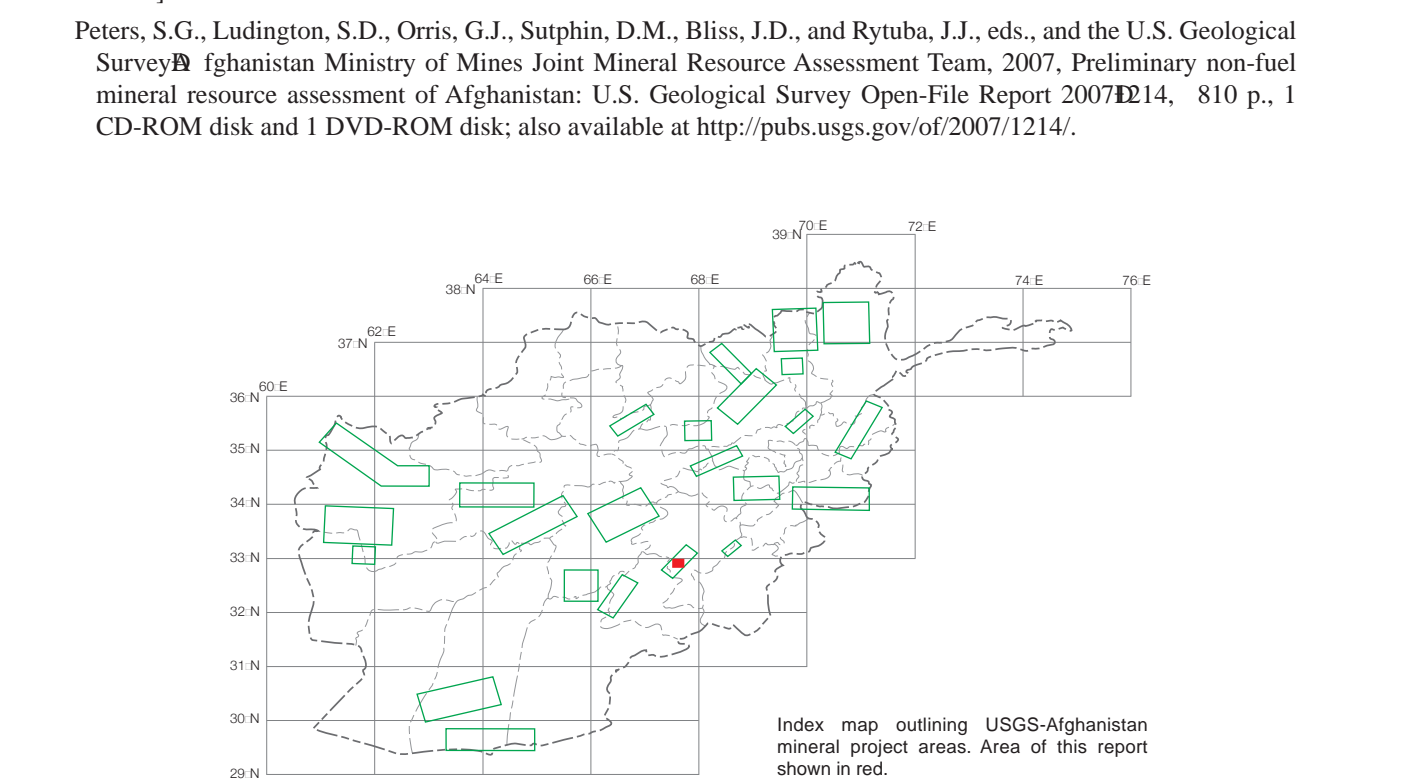 ]
Peters, S.G., Ludington, S.D., Orris, G.J., Sutphin, D.M., Bliss, J.D., and Rytuba, J.J., eds., and the U.S. Geological
Survey fghanistan Ministry of Mines Joint Mineral Resource Assessment Team, 2007, Preliminary non-fuel
mineral resource assessment of Afghanistan: U.S. Geological Survey Open-File Report 2007 214, 810 p., 1
CD-ROM disk and 1 DVD-ROM disk; also available at http://pubs.usgs.gov/of/2007/1214/.
70□E 72□E
39□N
64□E 66□E 68□E 74□E 76□E
38□N
62□E
37□N
60□E
36□N
35□N
34□N
33□N
32□N
31□N
30□N
29□N
Index map outlining USGS-Afghanistan
mineral project areas. Area of this report
shown in red.